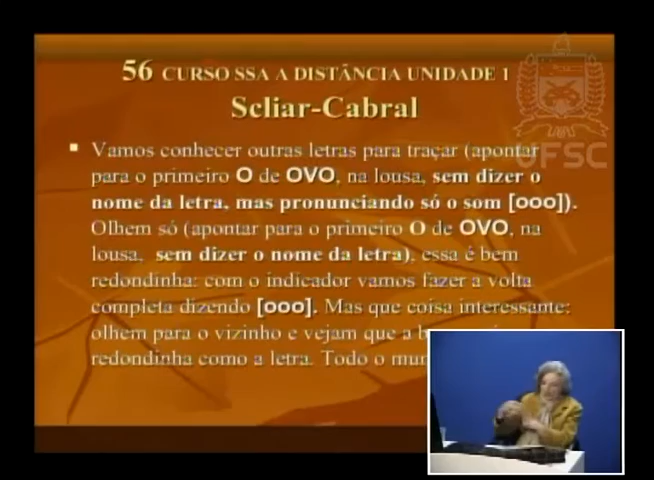 56 CURSO SSA A DISTÂNCIA UNIDADE 1
Scliar-Cabral
Vamos conhecer outras letras para traçar (apontar
para o primeiro O de OVO, na lousa, sem dizer o
nome da letra, mas pronunciando só o som [ooo]).
Olhem só (apontar para o primeiro O de OVO, na
lousa, sem dizer o nome da letra), essa é bem
redondinha: com o indicador vamos fazer a volta
completa dizendo [ooo]. Mas que coisa interessante:
olhem para o vizinho e vejam que a
redondinha como a letra. Todo o
UFSC